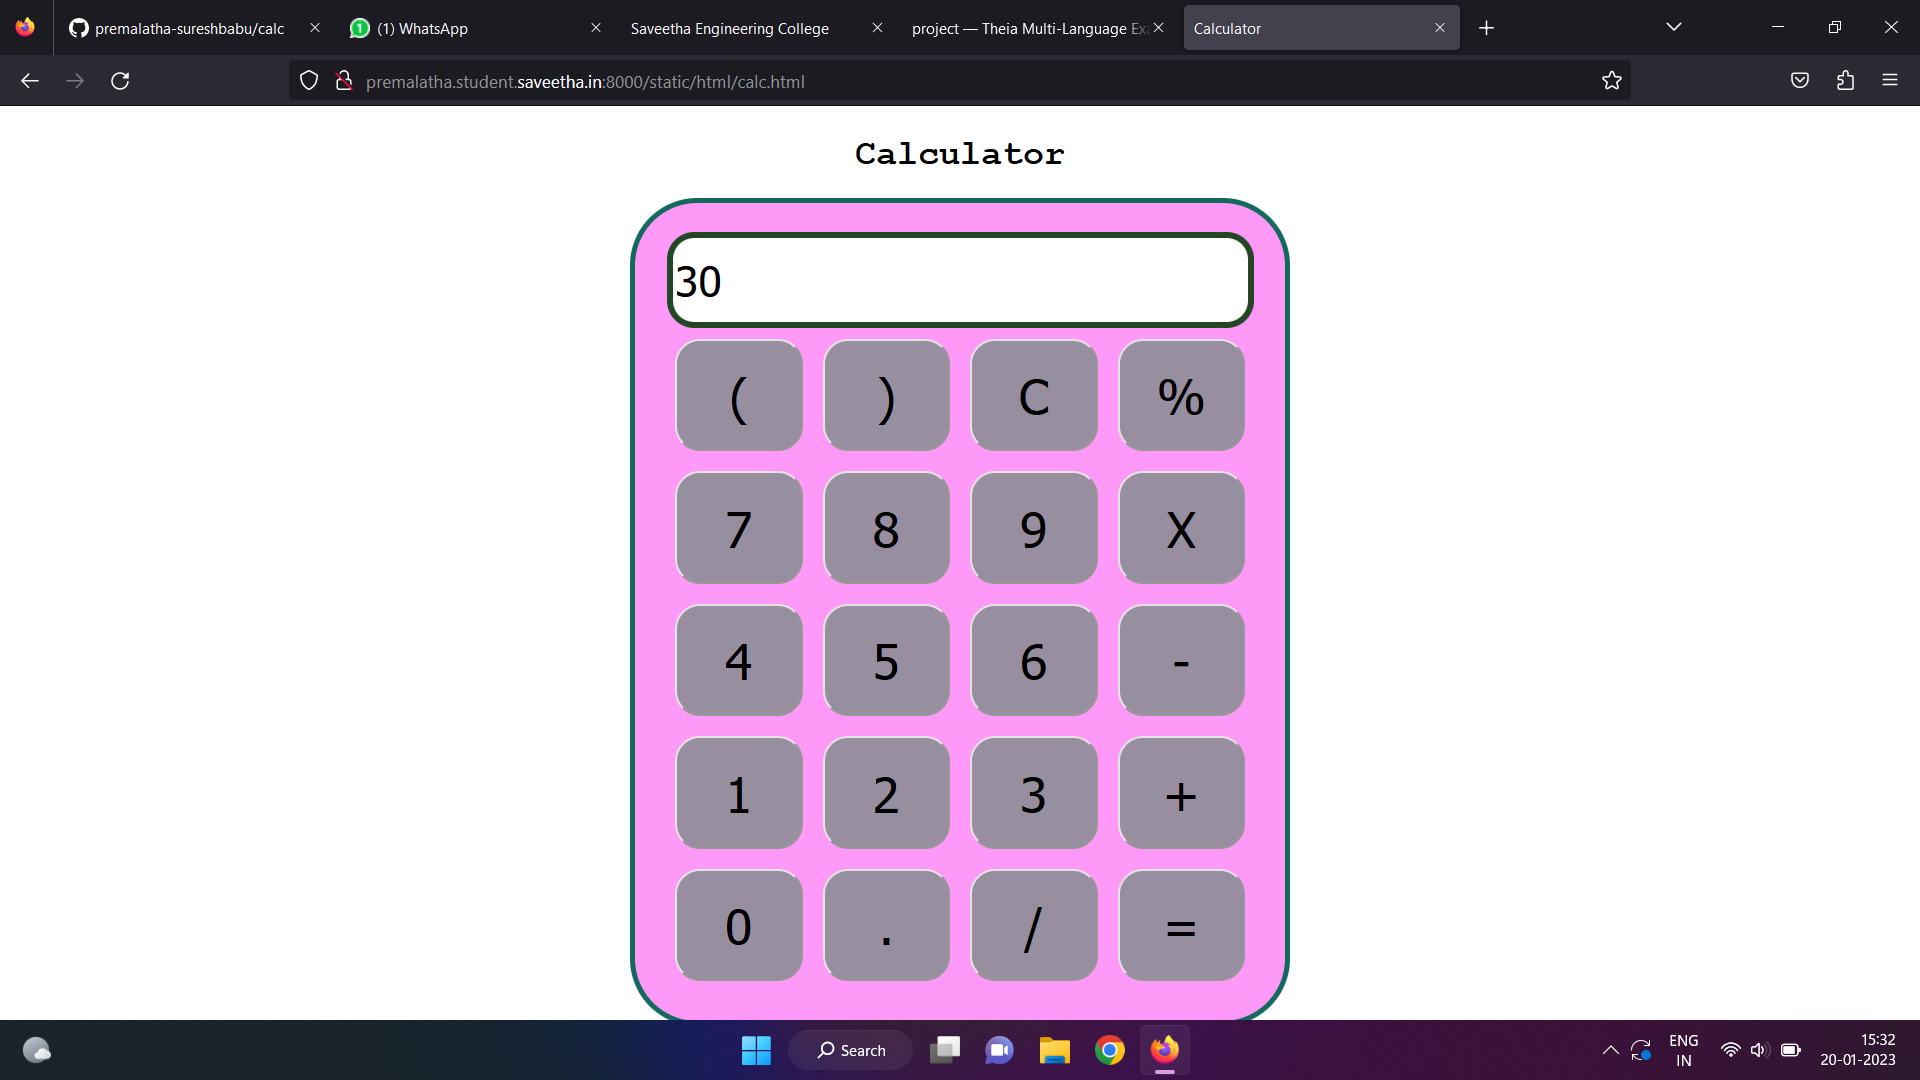 premalatha-sureshbabu/calc
(1) WhatsApp
Saveetha Engineering College
project — Theia Multi-Language Ex
Calculator
premalatha.student.saveetha.in:8000/static/html/calc.html
Calculator
30
( ) C %
7 8 9 X
4 5 6 -
1 2 3 +
0 . / =
Search
ENG
IN
15:32
20-01-2023